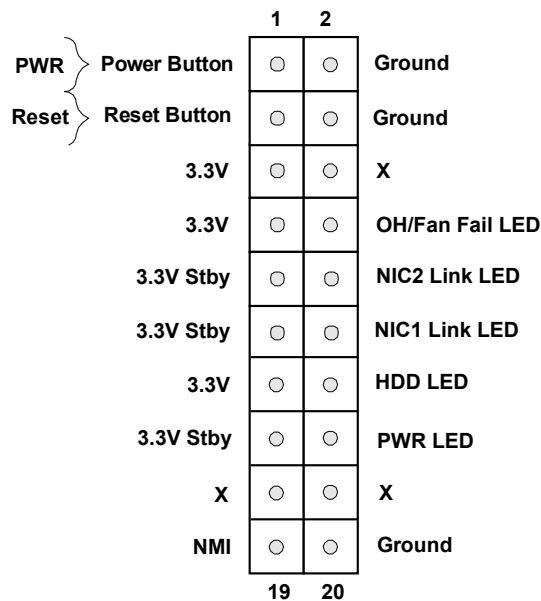 1 2
PWR Power Button Ground
Reset Reset Button Ground
3.3V X
3.3V OH/Fan Fail LED
3.3V Stby NIC2 Link LED
3.3V Stby NIC1 Link LED
3.3V HDD LED
3.3V Stby PWR LED
X X
NMI Ground
19 20